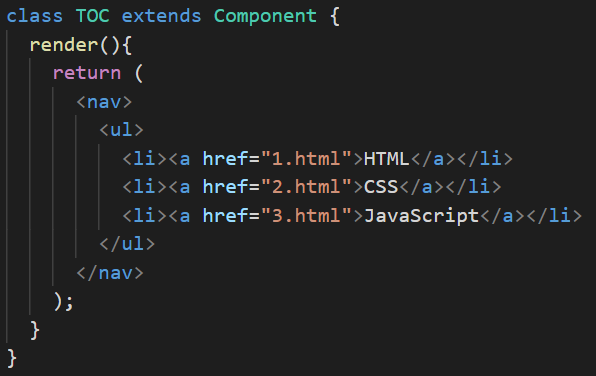 class TOC extends Component {
  render(){
    return (
      <nav>
        <ul>
          <li><a href="1.html">HTML</a></li>
          <li><a href="2.html">CSS</a></li>
          <li><a href="3.html">JavaScript</a></li>
        </ul>
      </nav>
    );
  }
}